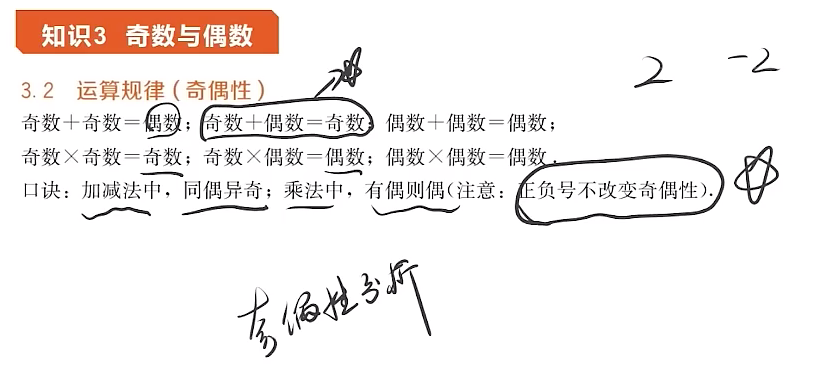 知识3 奇数与偶数
2 -2
3.2 运算规律(奇偶性)
奇数+奇数=偶数;奇数+偶数=奇数;偶数+偶数=偶数;
奇数×奇数=奇数;奇数×偶数=偶数;偶数×偶数=偶数.
口诀:加减法中,同偶异奇;乘法中,有偶则偶(注意:正负号不改变奇偶性).
奇偶性分析